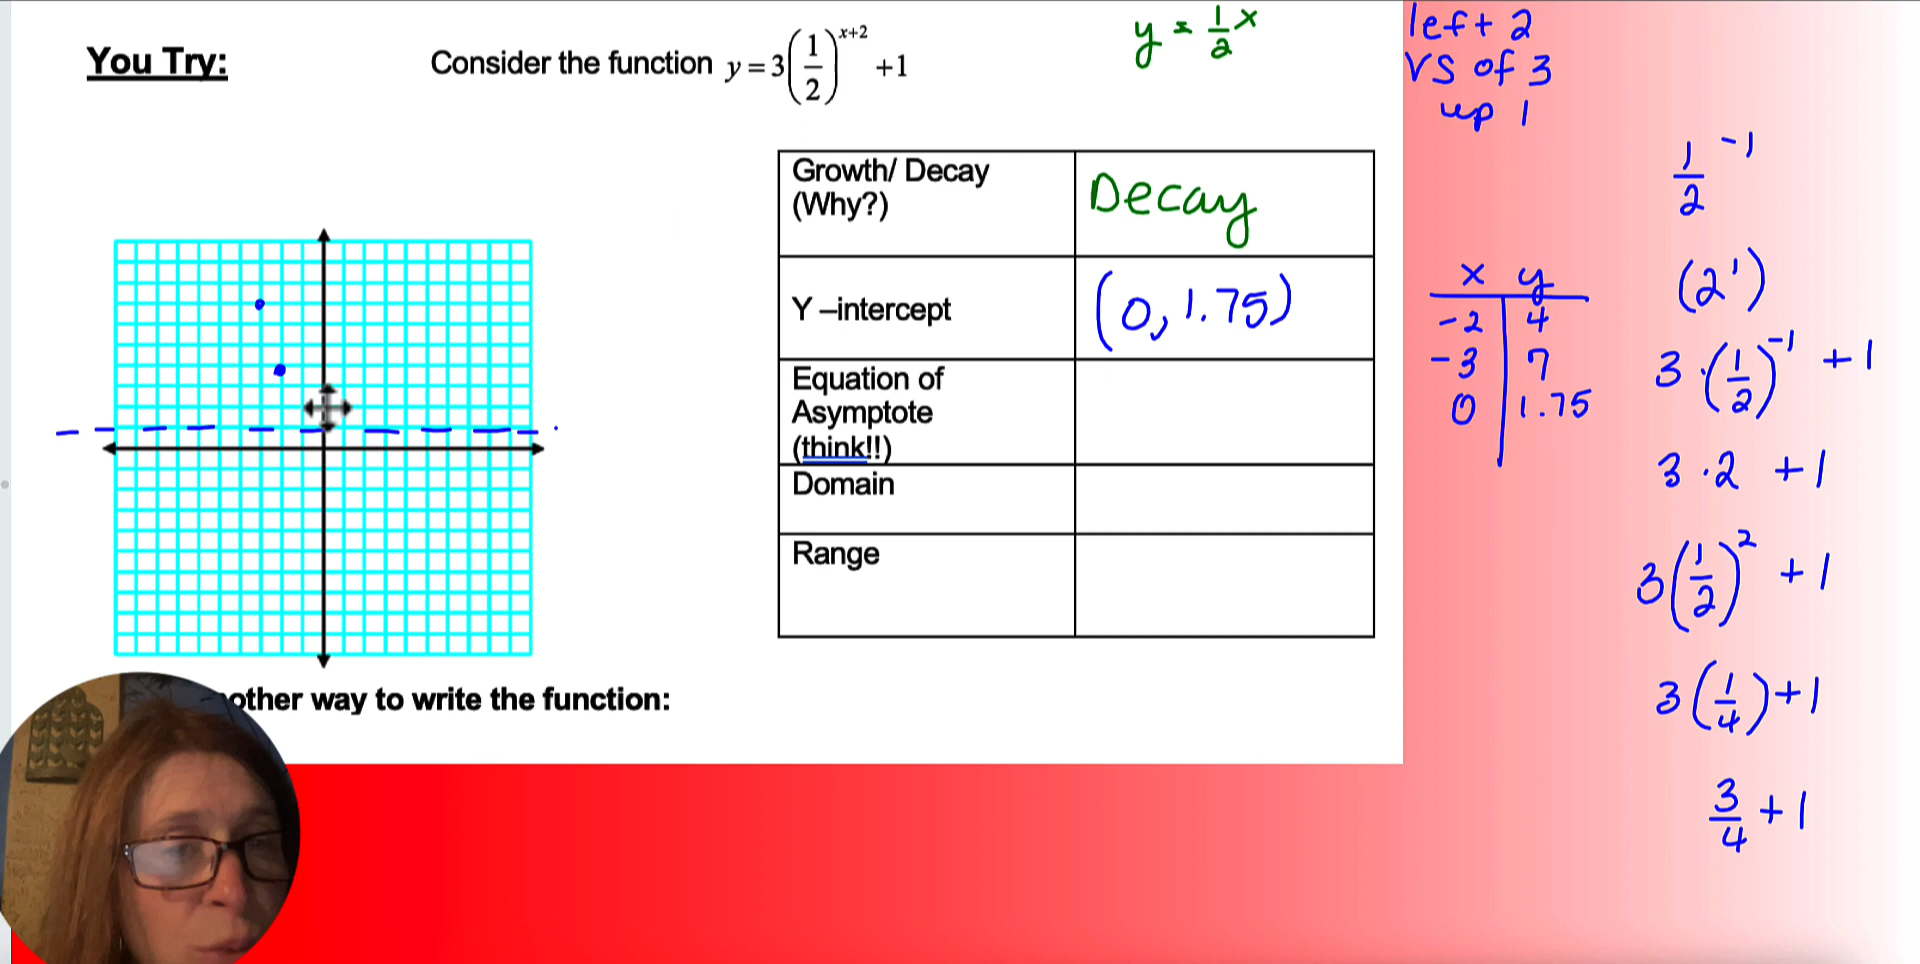 You Try:
Consider the function y = 3(1/2)^(x+2) + 1
y = 1/2^x
left 2
VS of 3
up 1
Growth/ Decay
(Why?)
Decay
Y –intercept
(0, 1.75)
Equation of
Asymptote
(think!!)
Domain
Range
x y
-2 4
-3 7
0 1.75
1/2^-1
(2^1)
3·(1/2)^-1 + 1
3·2 + 1
3(1/2)^2 + 1
3(1/4) + 1
3/4 + 1
other way to write the function: